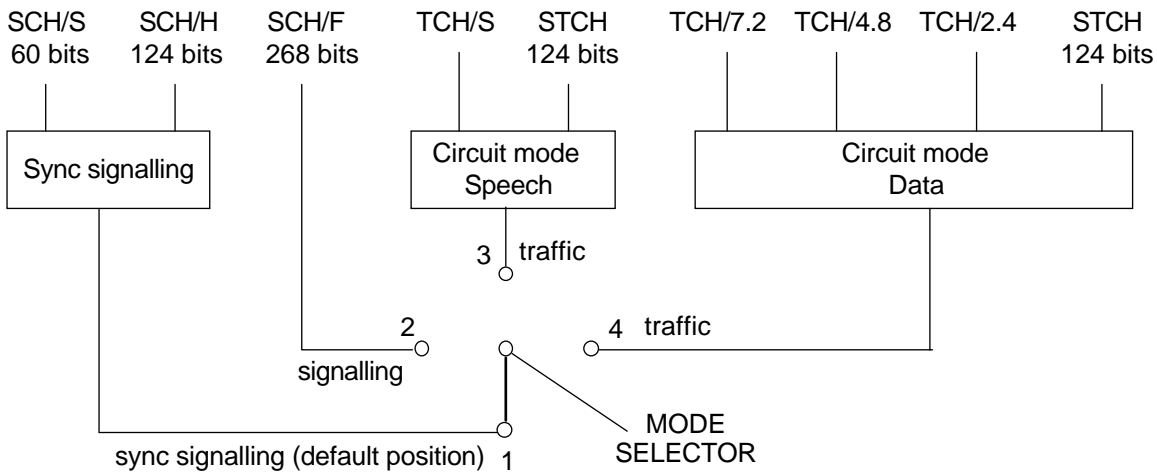 SCH/S SCH/H SCH/F TCH/S STCH TCH/7.2 TCH/4.8 TCH/2.4 STCH
60 bits 124 bits 268 bits 124 bits 124 bits
Sync signalling
Circuit mode
Speech
Circuit mode
Data
3 traffic
2
4 traffic
signalling
MODE
SELECTOR
sync signalling (default position) 1